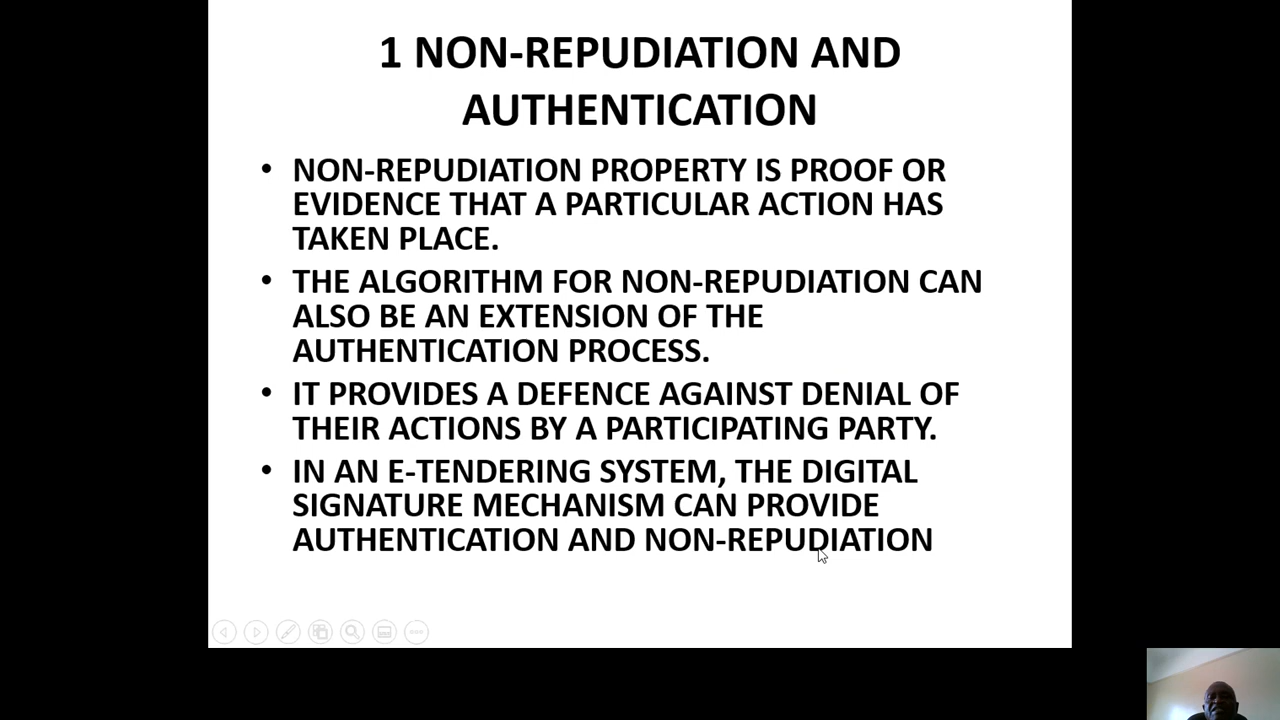 1 NON-REPUDIATION AND
AUTHENTICATION
• NON-REPUDIATION PROPERTY IS PROOF OR
EVIDENCE THAT A PARTICULAR ACTION HAS
TAKEN PLACE.
• THE ALGORITHM FOR NON-REPUDIATION CAN
ALSO BE AN EXTENSION OF THE
AUTHENTICATION PROCESS.
• IT PROVIDES A DEFENCE AGAINST DENIAL OF
THEIR ACTIONS BY A PARTICIPATING PARTY.
• IN AN E-TENDERING SYSTEM, THE DIGITAL
SIGNATURE MECHANISM CAN PROVIDE
AUTHENTICATION AND NON-REPUDIATION